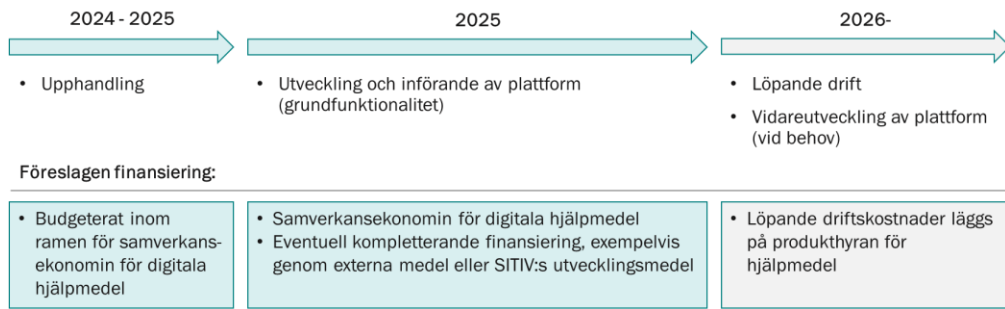 2024 - 2025
2025
2026-
• Upphandling
• Utveckling och införande av plattform
(grundfunktionalitet)
• Löpande drift
• Vidareutveckling av plattform
(vid behov)
Föreslagen finansiering:
• Budgeterat inom
ramen för samverkans-
ekonomin för digitala
hjälpmedel
• Samverkansekonomin för digitala hjälpmedel
• Eventuell kompletterande finansiering, exempelvis
genom externa medel eller SITIV:s utvecklingsmedel
• Löpande driftskostnader läggs
på produkthyran för
hjälpmedel